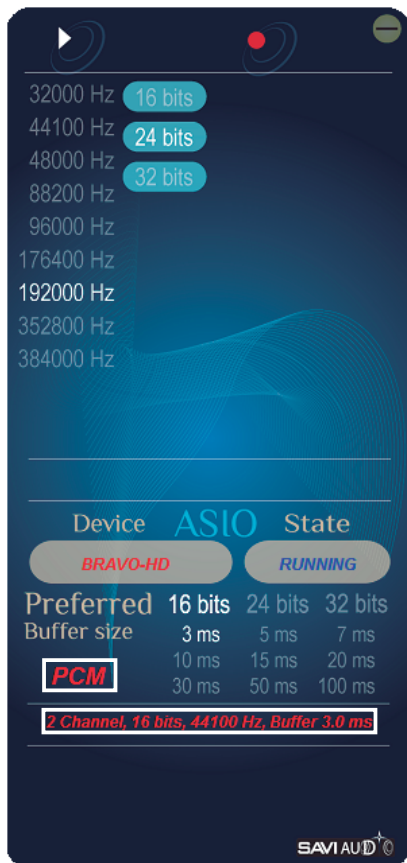 32000 Hz 16 bits
44100 Hz 24 bits
48000 Hz 32 bits
88200 Hz
96000 Hz
176400 Hz
192000 Hz
352800 Hz
384000 Hz
Device ASIO State
BRAVO-HD RUNNING
Preferred 16 bits 24 bits 32 bits
Buffer size 3 ms 5 ms 7 ms
10 ms 15 ms 20 ms
PCM 30 ms 50 ms 100 ms
2 Channel, 16 bits, 44100 Hz, Buffer 3.0 ms
SAVI AUDIO